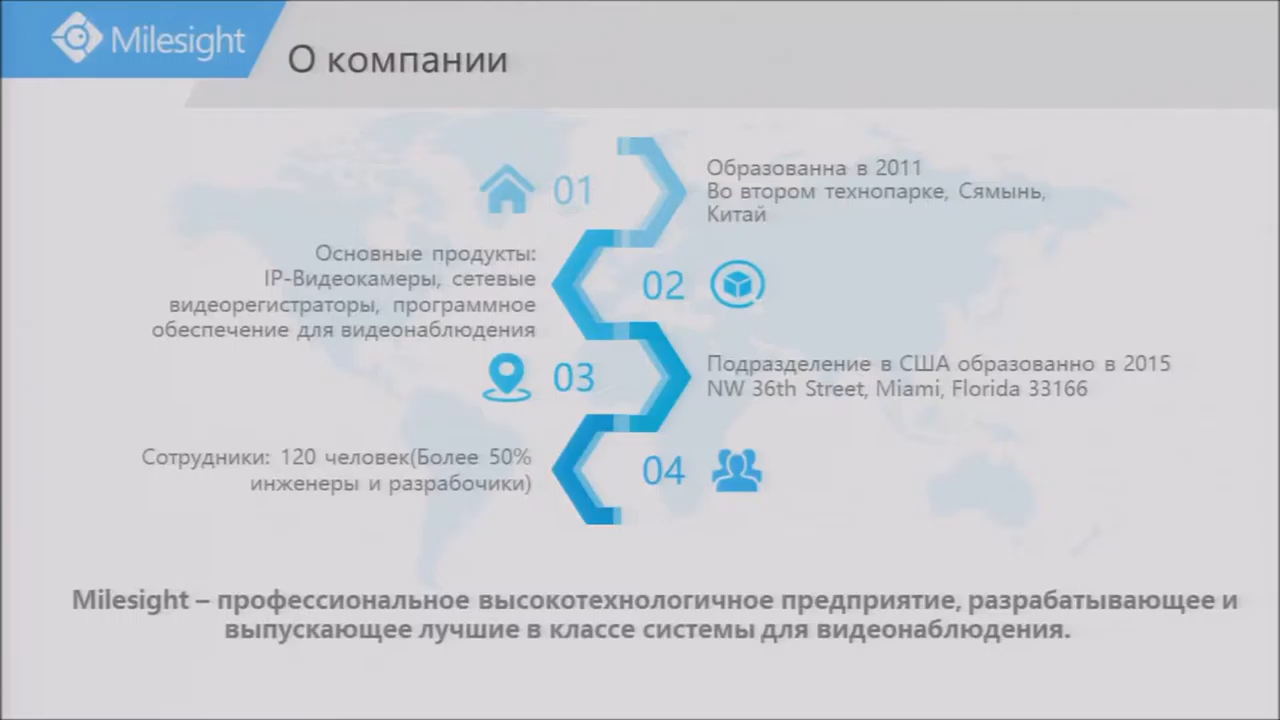 Milesight
О компании
01
Образованна в 2011
Во втором технопарке, Сямынь,
Китай
Основные продукты:
IP-Видеокамеры, сетевые
видеорегистраторы, программное
обеспечение для видеонаблюдения
02
03
Подразделение в США образованно в 2015
NW 36th Street, Miami, Florida 33166
Сотрудники: 120 человек(Более 50%
инженеры и разрабочики)
04
Milesight – профессиональное высокотехнологичное предприятие, разрабатывающее и
выпускающее лучшие в классе системы для видеонаблюдения.